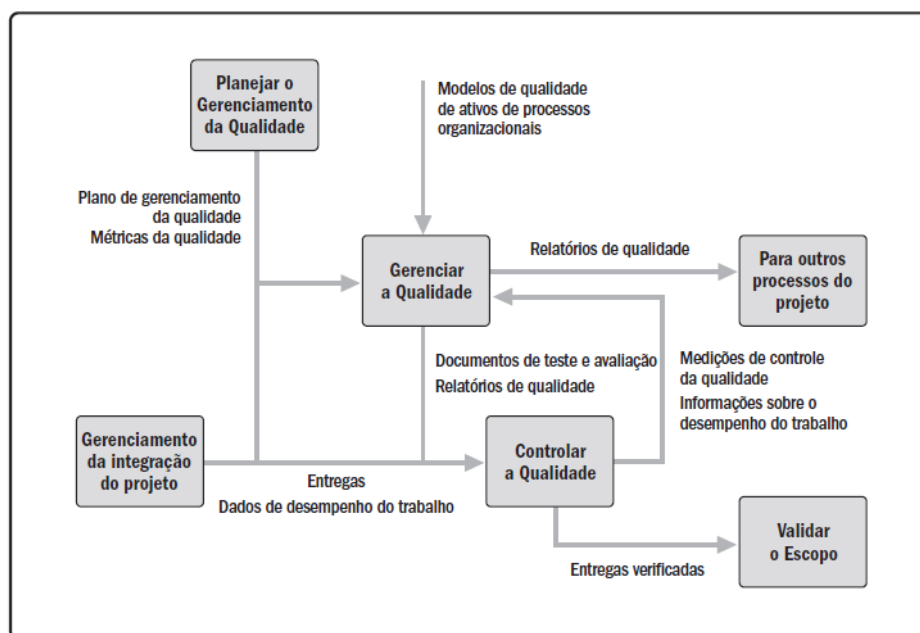 Planejar o
Gerenciamento
da Qualidade
Modelos de qualidade
de ativos de processos
organizacionais
Plano de gerenciamento
da qualidade
Métricas da qualidade
Gerenciar
a Qualidade
Relatórios de qualidade
Para outros
processos do
projeto
Documentos de teste e avaliação
Relatórios de qualidade
Medições de controle
da qualidade
Informações sobre o
desempenho do trabalho
Gerenciamento
da integração
do projeto
Entregas
Dados de desempenho do trabalho
Controlar
a Qualidade
Entregas verificadas
Validar
o Escopo